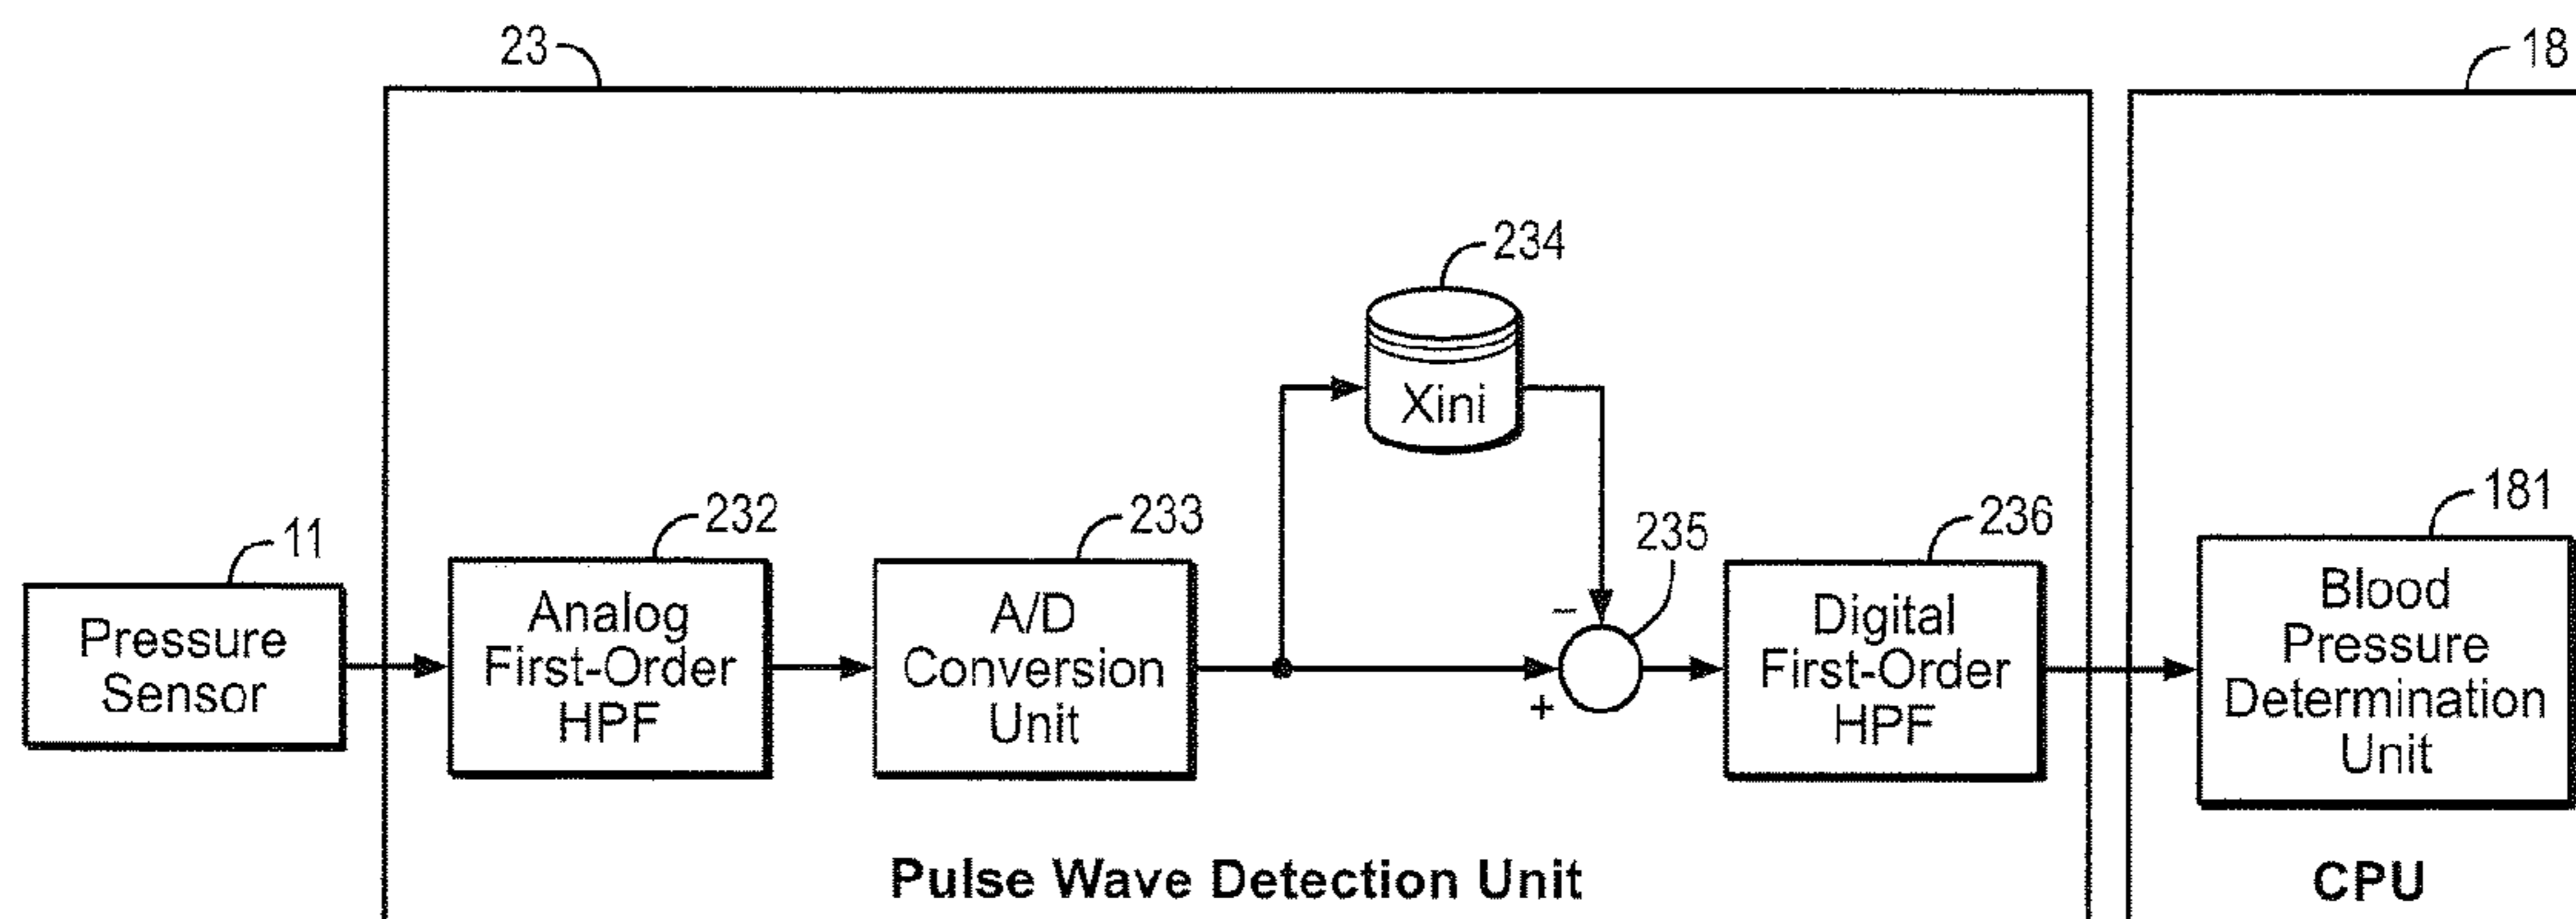 23
18
234
Xini
11
232
233
235
236
181
Pressure
Sensor
Analog
First-Order
HPF
A/D
Conversion
Unit
−
+
Digital
First-Order
HPF
Blood
Pressure
Determination
Unit
Pulse Wave Detection Unit
CPU